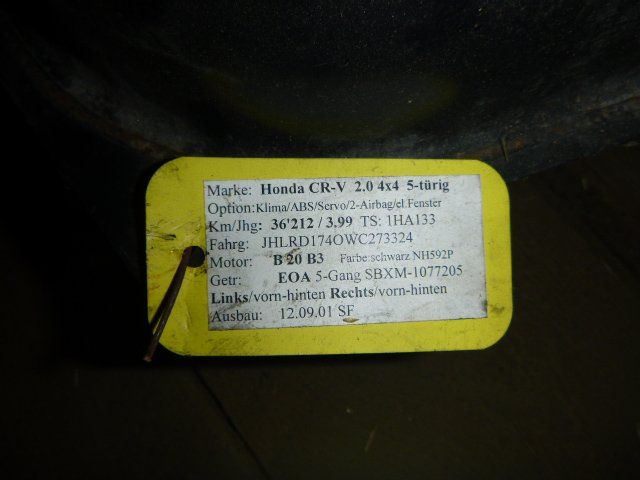 Marke: Honda CR-V 2.0 4x4 5-türig
Option:Klima/ABS/Servo/2-Airbag/el.Fenster
Km/Jhg: 36'212 / 3.99 TS: 1HA133
Fahrg: JHLRD174OWC273324
Motor: B 20 B3 Farbe:schwarz NH592P
Getr: EOA 5-Gang SBXM-1077205
Links/vorn-hinten Rechts/vorn-hinten
Ausbau: 12.09.01 SF